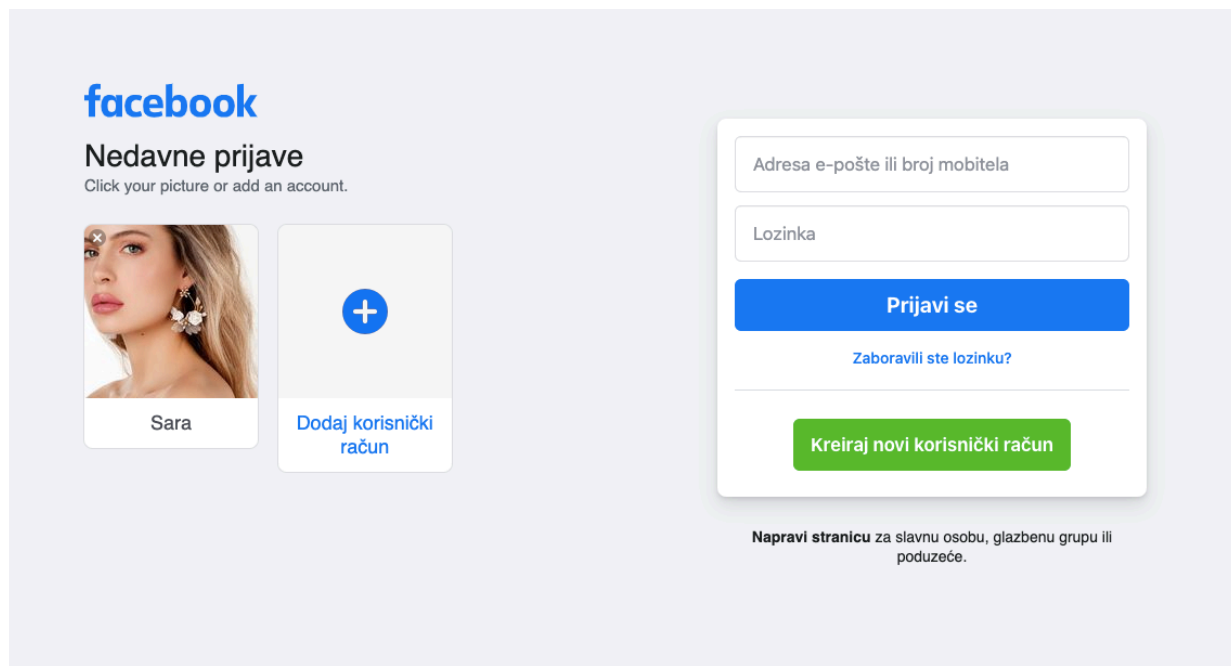 facebook
Nedavne prijave
Click your picture or add an account.
Sara
Dodaj korisnički
račun
Adresa e-pošte ili broj mobitela
Lozinka
Prijavi se
Zaboravili ste lozinku?
Kreiraj novi korisnički račun
Napravi stranicu za slavnu osobu, glazbenu grupu ili
poduzeće.